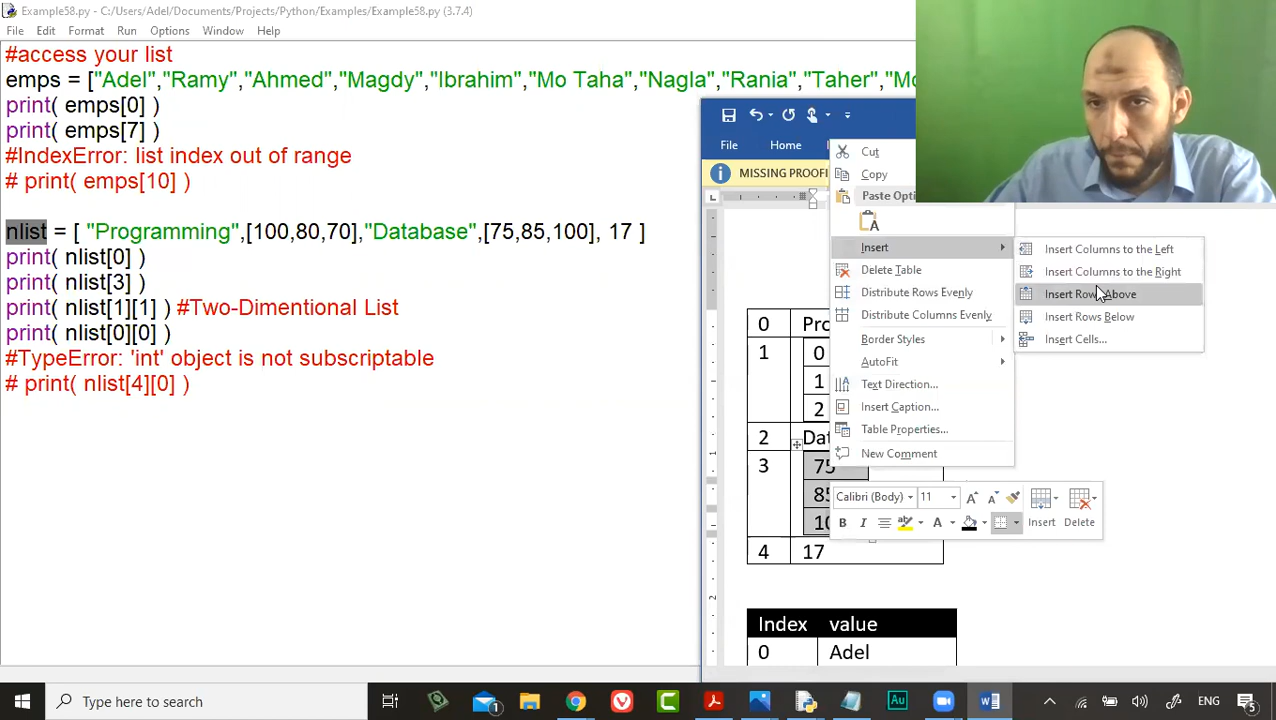 Example58.py - C:/Users/Adel/Documents/Projects/Python/Examples/Example58.py (3.7.4)
File Edit Format Run Options Window Help
#access your list
emps = ["Adel","Ramy","Ahmed","Magdy","Ibrahim","Mo Taha","Nagla","Rania","Taher","Mo
print( emps[0] )
print( emps[7] )
#IndexError: list index out of range
# print( emps[10] )
nlist = [ "Programming",[100,80,70],"Database",[75,85,100], 17 ]
print( nlist[0] )
print( nlist[3] )
print( nlist[1][1] ) #Two-Dimentional List
print( nlist[0][0] )
#TypeError: 'int' object is not subscriptable
# print( nlist[4][0] )
File Home
MISSING PROOFI
L
Cut
Copy
Paste Opti
A
Insert
Delete Table
Distribute Rows Evenly
Distribute Columns Evenly
Border Styles
AutoFit
Text Direction...
Insert Caption...
Table Properties...
New Comment
Insert Columns to the Left
Insert Columns to the Right
Insert Rows Above
Insert Rows Below
Insert Cells...
0 Pro
1 0
1
2
2 Dat
3 75
85
10
4 17
Calibri (Body) 11 A A
B I A Insert Delete
1
2
Index value
0 Adel
Type here to search
1
C
Au
W
ENG
5